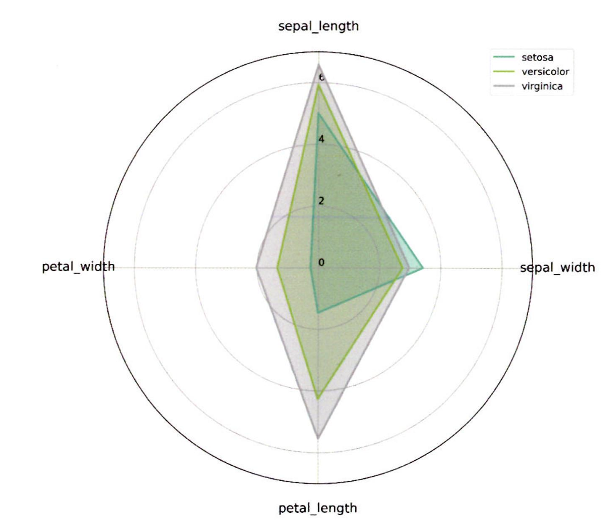 sepal_length
setosa
versicolor
virginica
6
4
2
0
petal_width
sepal_width
petal_length